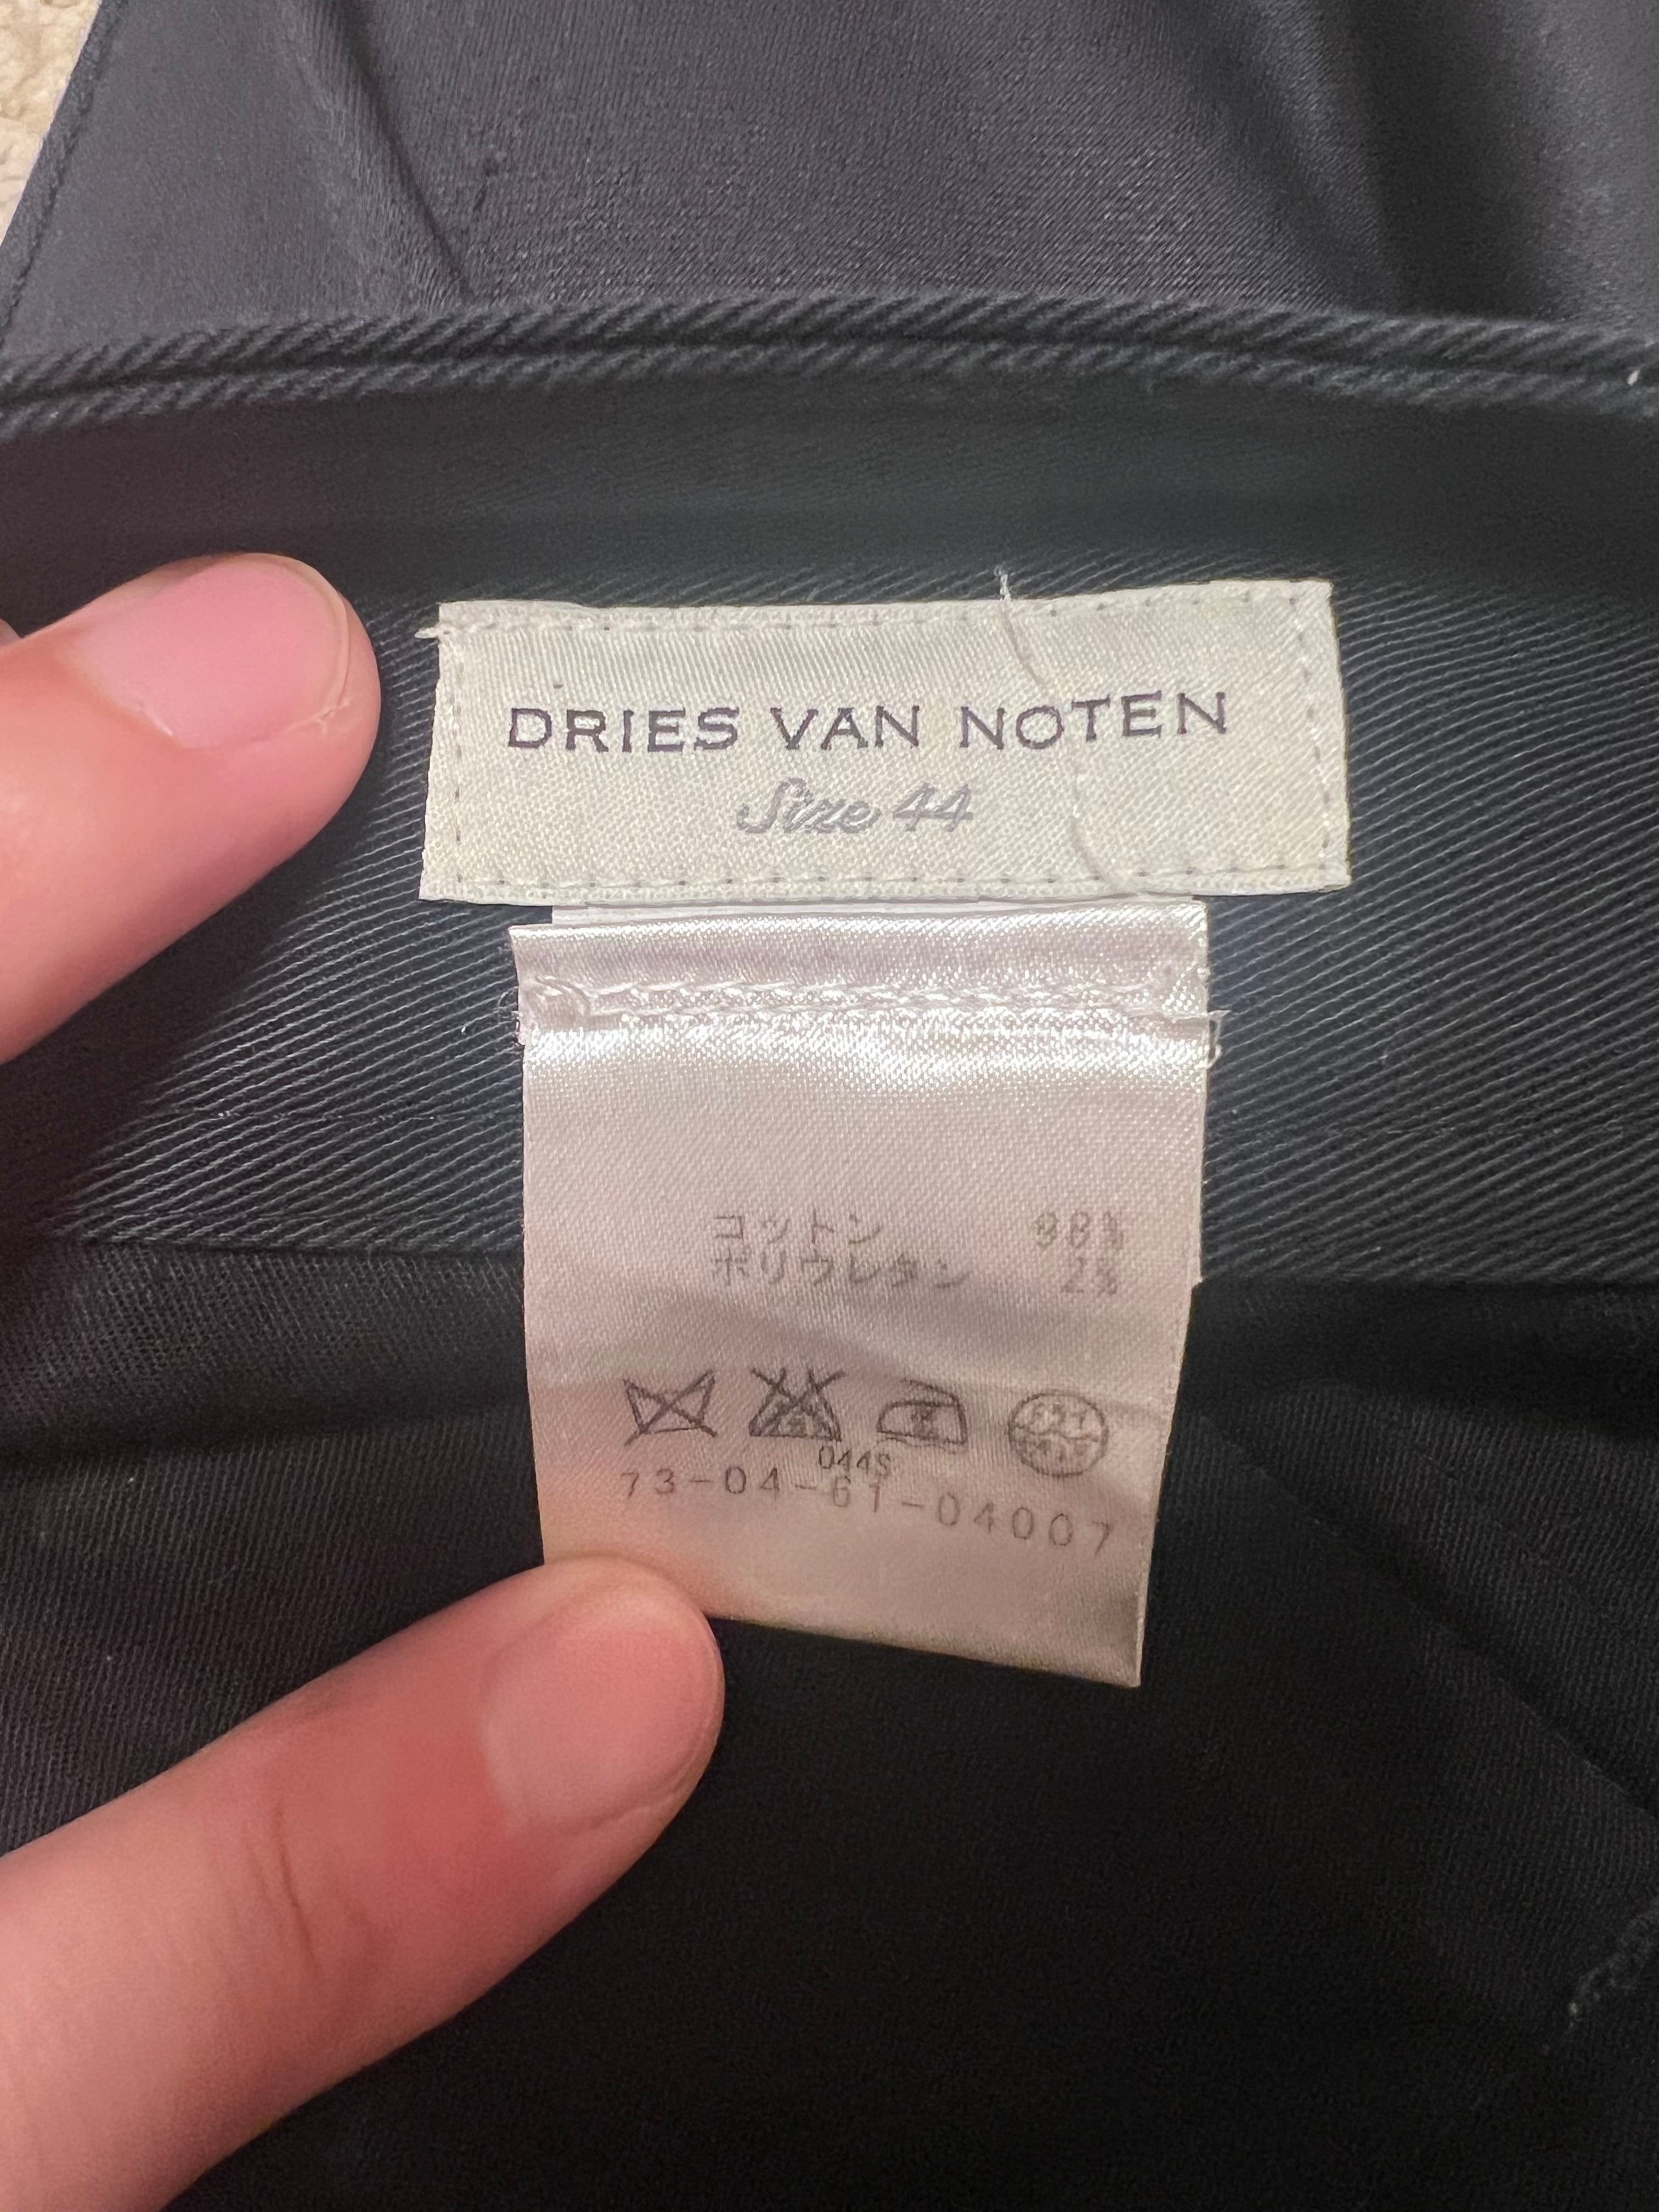 DRIES VAN NOTEN
Size 44
コットン 98%
ポリウレタン 2%
044S
73-04-61-04007